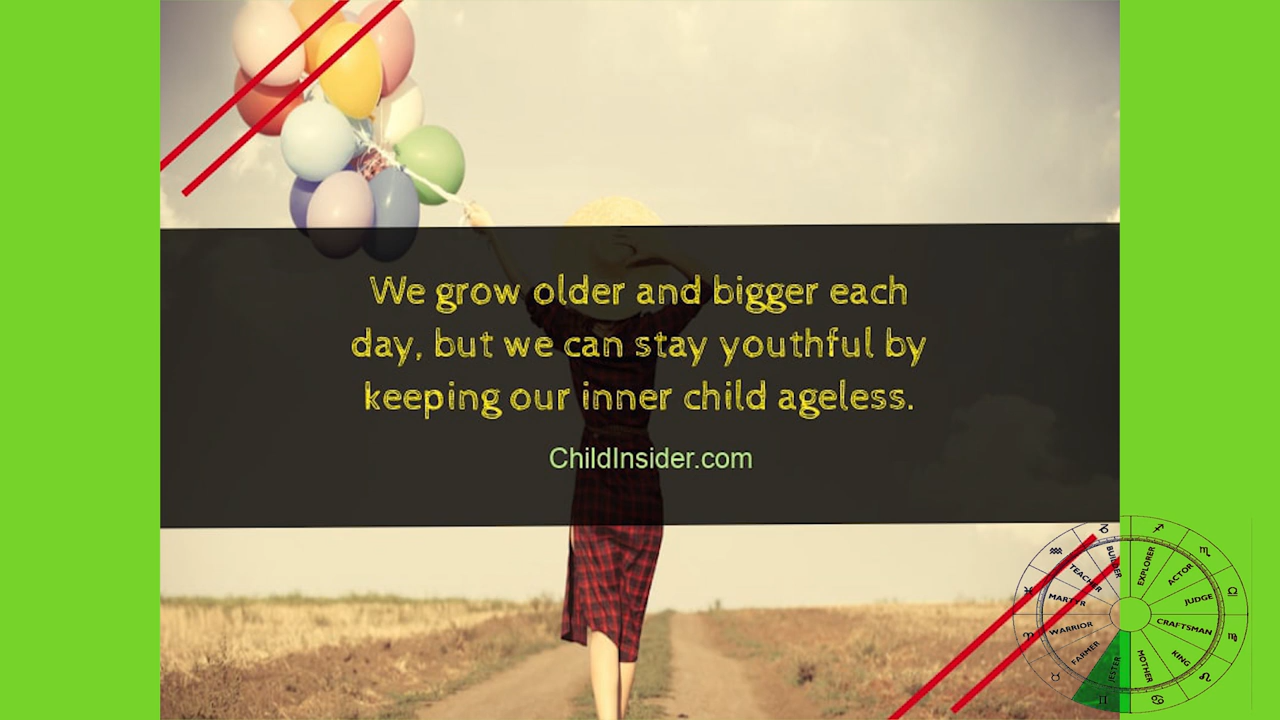 We grow older and bigger each
day, but we can stay youthful by
keeping our inner child ageless.
ChildInsider.com
BUILDER
EXPLORER
ACTOR
JUDGE
CRAFTSMAN
KING
MOTHER
JESTER
FARMER
WARRIOR
MARTYR
TEACHER